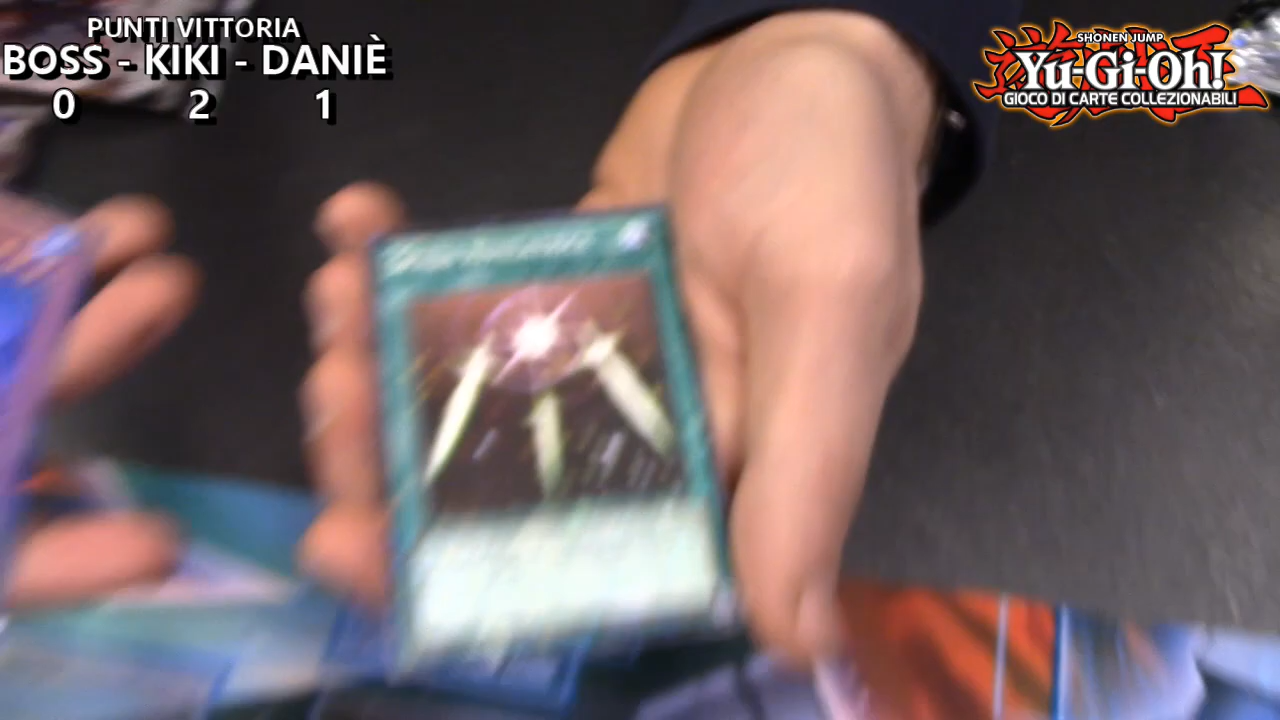 PUNTI VITTORIA
BOSS - KIKI - DANIÈ
0 2 1
SHONEN JUMP
Yu-Gi-Oh!
GIOCO DI CARTE COLLEZIONABILI